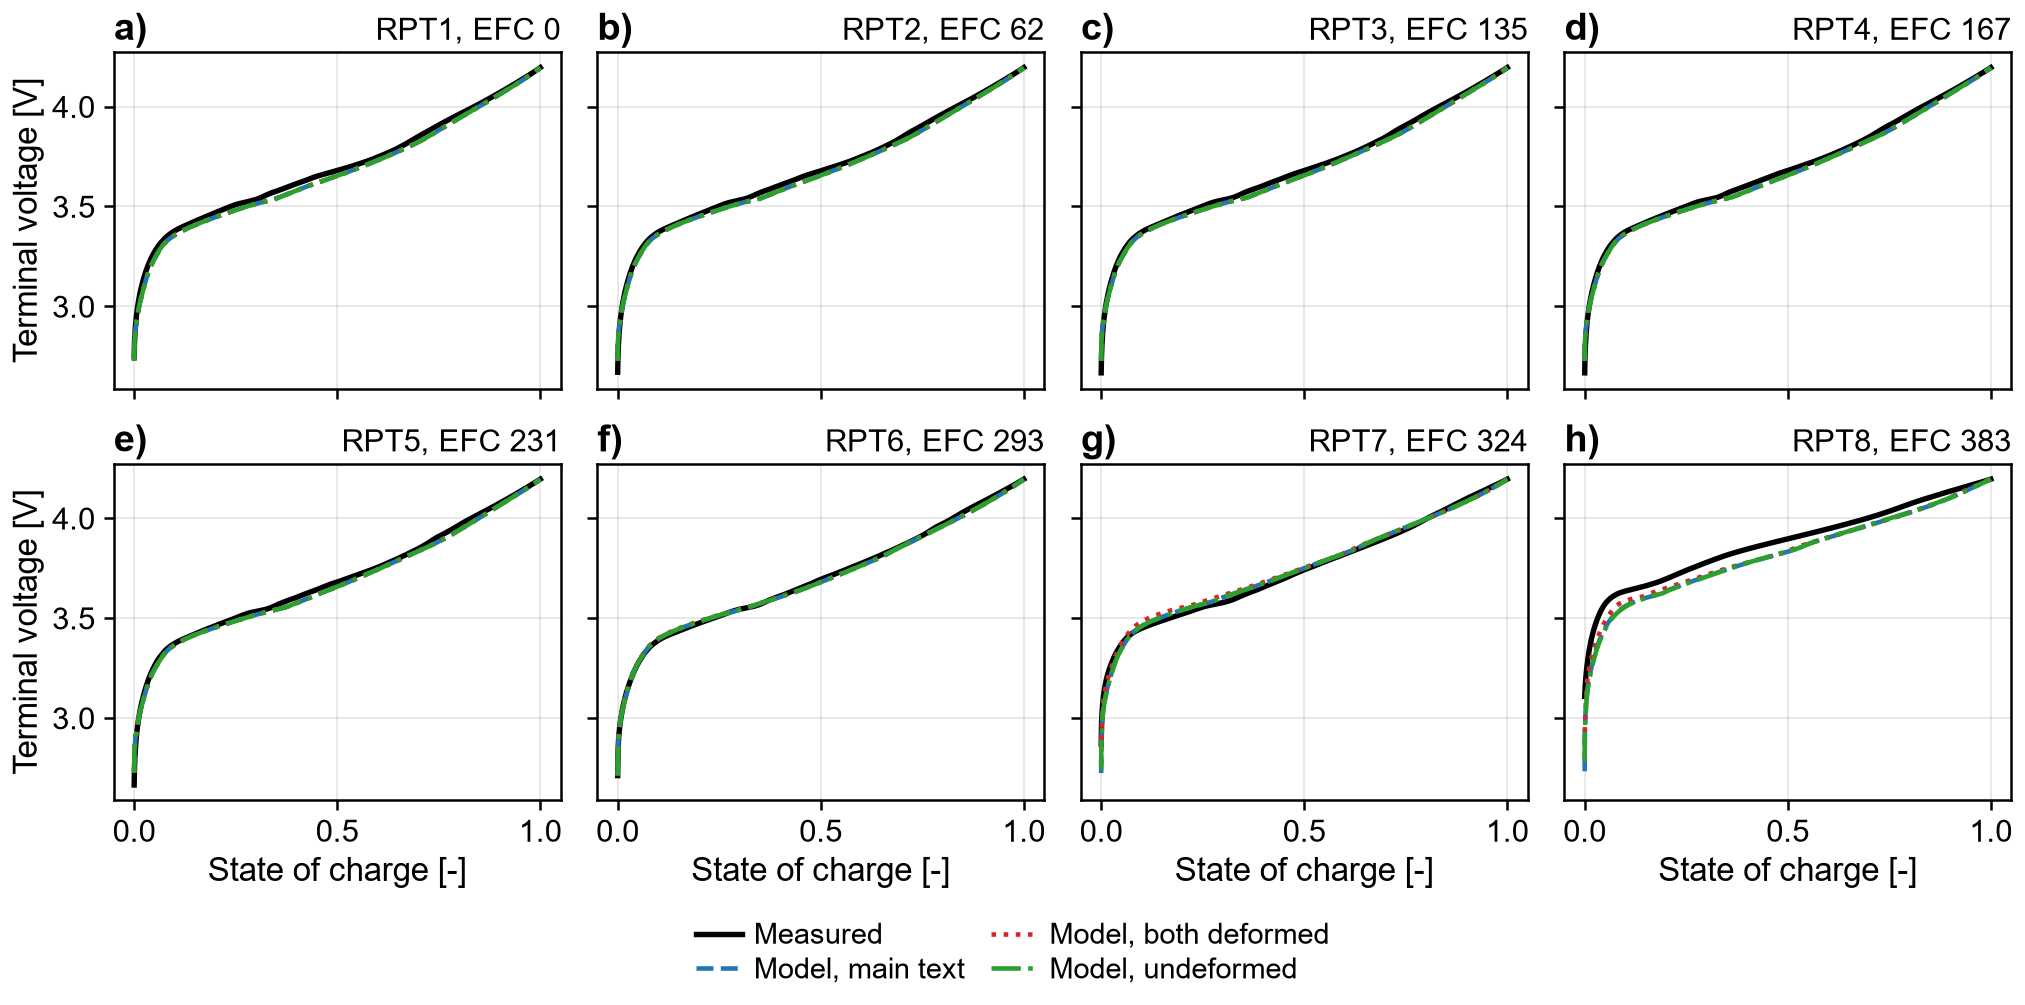 a) RPT1, EFC 0
b) RPT2, EFC 62
c) RPT3, EFC 135
d) RPT4, EFC 167
Terminal voltage [V]
4.0
3.5
3.0
e) RPT5, EFC 231
f) RPT6, EFC 293
g) RPT7, EFC 324
h) RPT8, EFC 383
Terminal voltage [V]
4.0
3.5
3.0
0.0 0.5 1.0
0.0 0.5 1.0
0.0 0.5 1.0
0.0 0.5 1.0
State of charge [-]
State of charge [-]
State of charge [-]
State of charge [-]
Measured
Model, main text
Model, both deformed
Model, undeformed